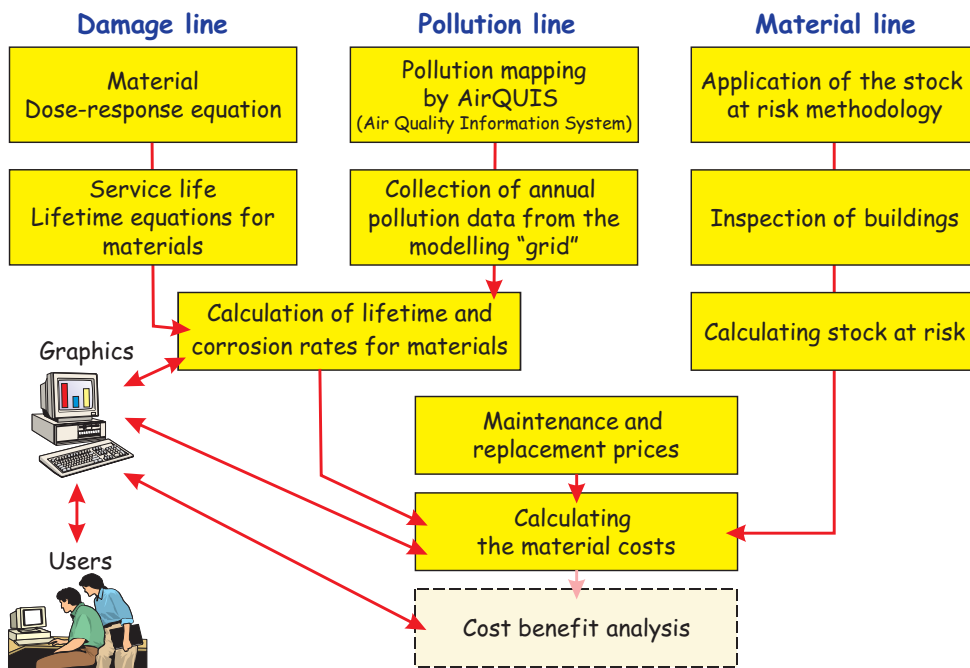 Damage line
Pollution line
Material line
Material
Dose-response equation
Pollution mapping
by AirQUIS
(Air Quality Information System)
Application of the stock
at risk methodology
Service life
Lifetime equations for
materials
Collection of annual
pollution data from the
modelling “grid”
Inspection of buildings
Calculation of lifetime and
corrosion rates for materials
Calculating stock at risk
Graphics
Maintenance and
replacement prices
Calculating
the material costs
Users
Cost benefit analysis